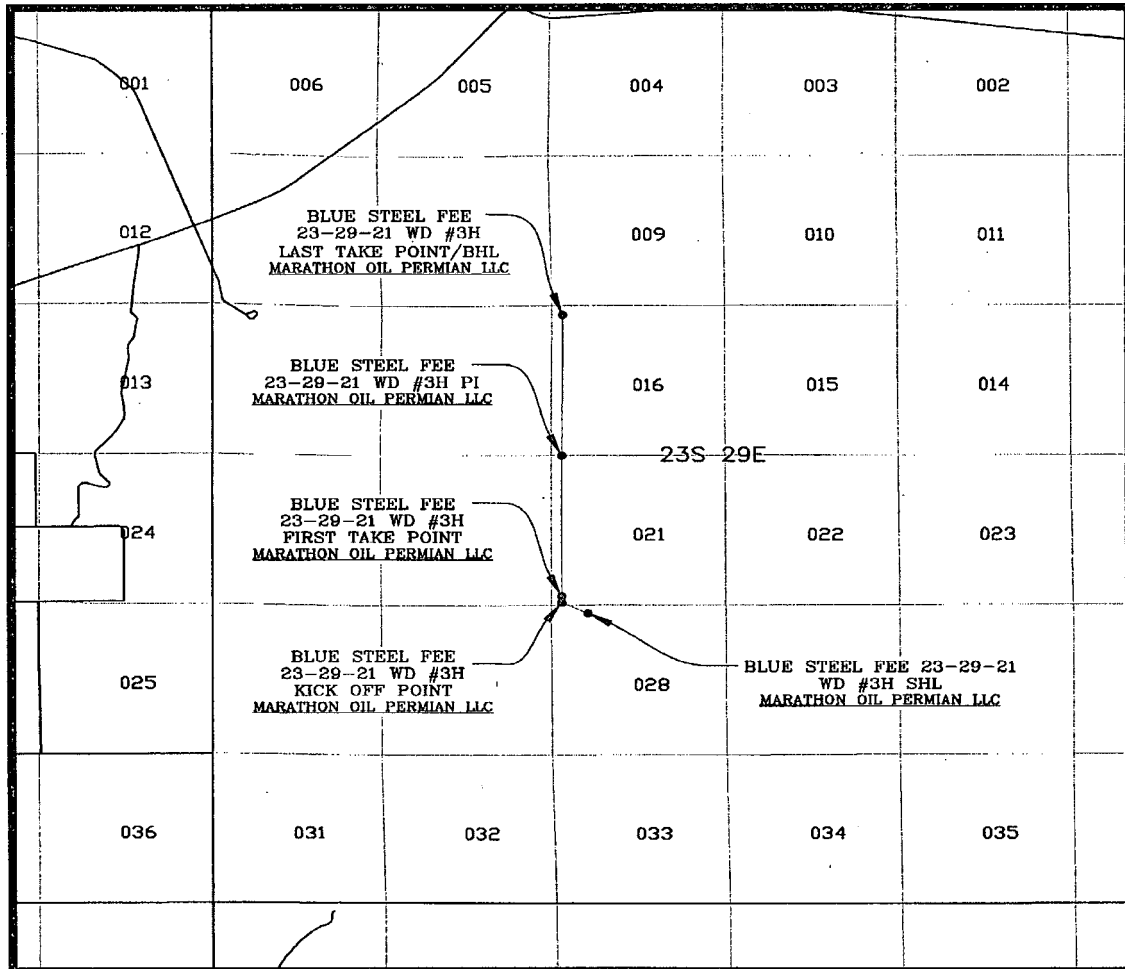 001
006
005
004
003
002
012
BLUE STEEL FEE
23-29-21 WD #3H
LAST TAKE POINT/BHL
MARATHON OIL PERMIAN LLC
009
010
011
013
BLUE STEEL FEE
23-29-21 WD #3H PI
MARATHON OIL PERMIAN LLC
016
015
014
23S 29E
024
BLUE STEEL FEE
23-29-21 WD #3H
FIRST TAKE POINT
MARATHON OIL PERMIAN LLC
021
022
023
025
BLUE STEEL FEE
23-29-21 WD #3H
KICK OFF POINT
MARATHON OIL PERMIAN LLC
028
BLUE STEEL FEE 23-29-21
WD #3H SHL
MARATHON OIL PERMIAN LLC
036
031
032
033
034
035